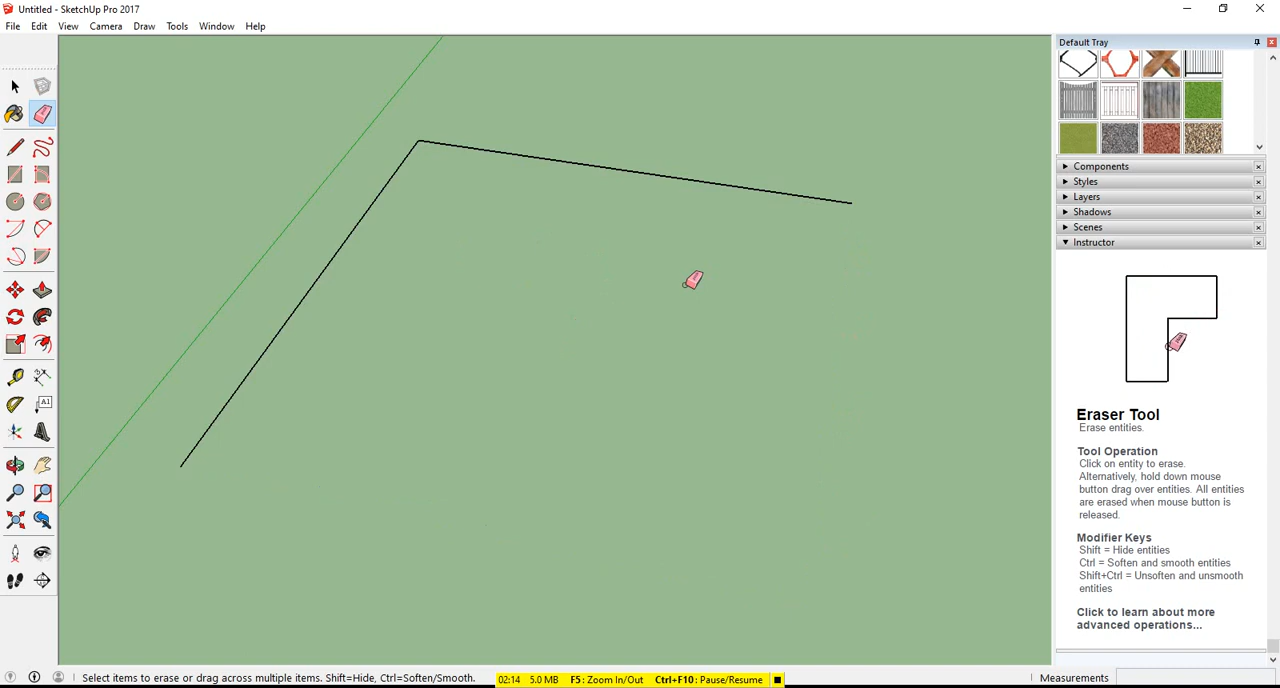 Untitled - SketchUp Pro 2017
File Edit View Camera Draw Tools Window Help
Default Tray
A1
Components
Styles
Layers
Shadows
Scenes
Instructor
Eraser Tool
Erase entities.
Tool Operation
Click on entity to erase.
Alternatively, hold down mouse
button drag over entities. All entities
are erased when mouse button is
released.
Modifier Keys
Shift = Hide entities
Ctrl = Soften and smooth entities
Shift+Ctrl = Unsoften and unsmooth
entities
Click to learn about more
advanced operations...
Select items to erase or drag across multiple items. Shift=Hide, Ctrl=Soften/Smooth.
02:14 5.0 MB F5: Zoom In/Out Ctrl+F10: Pause/Resume
Measurements